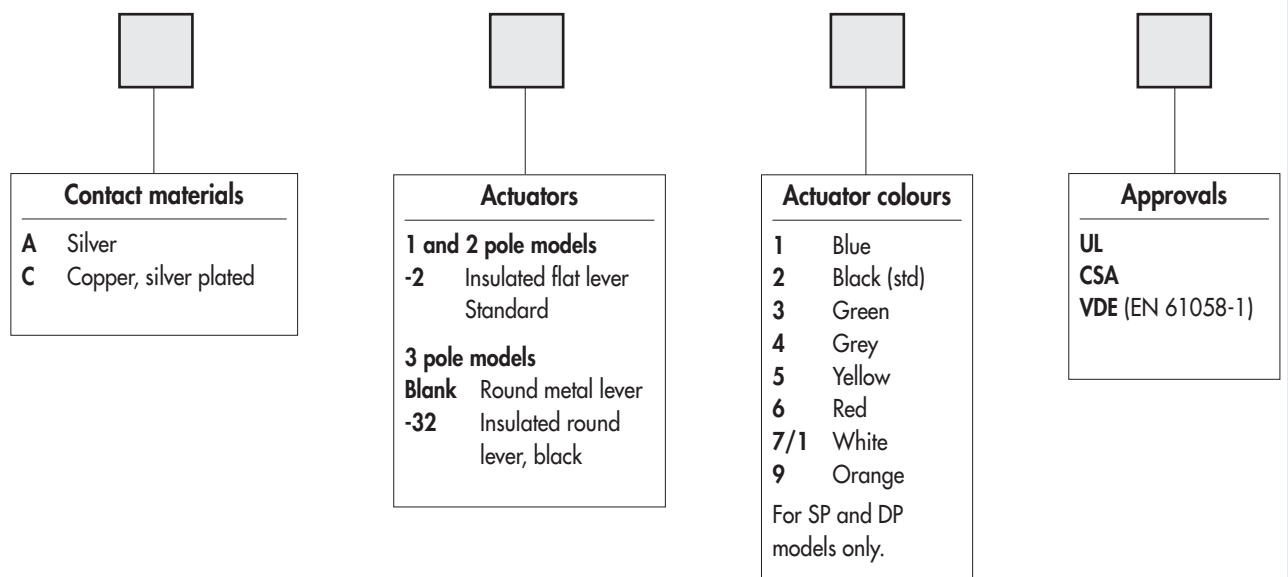 Contact materials
A Silver
C Copper, silver plated
Actuators
1 and 2 pole models
-2 Insulated flat lever
Standard
3 pole models
Blank Round metal lever
-32 Insulated round
lever, black
Actuator colours
1 Blue
2 Black (std)
3 Green
4 Grey
5 Yellow
6 Red
7/1 White
9 Orange
For SP and DP
models only.
Approvals
UL
CSA
VDE (EN 61058-1)